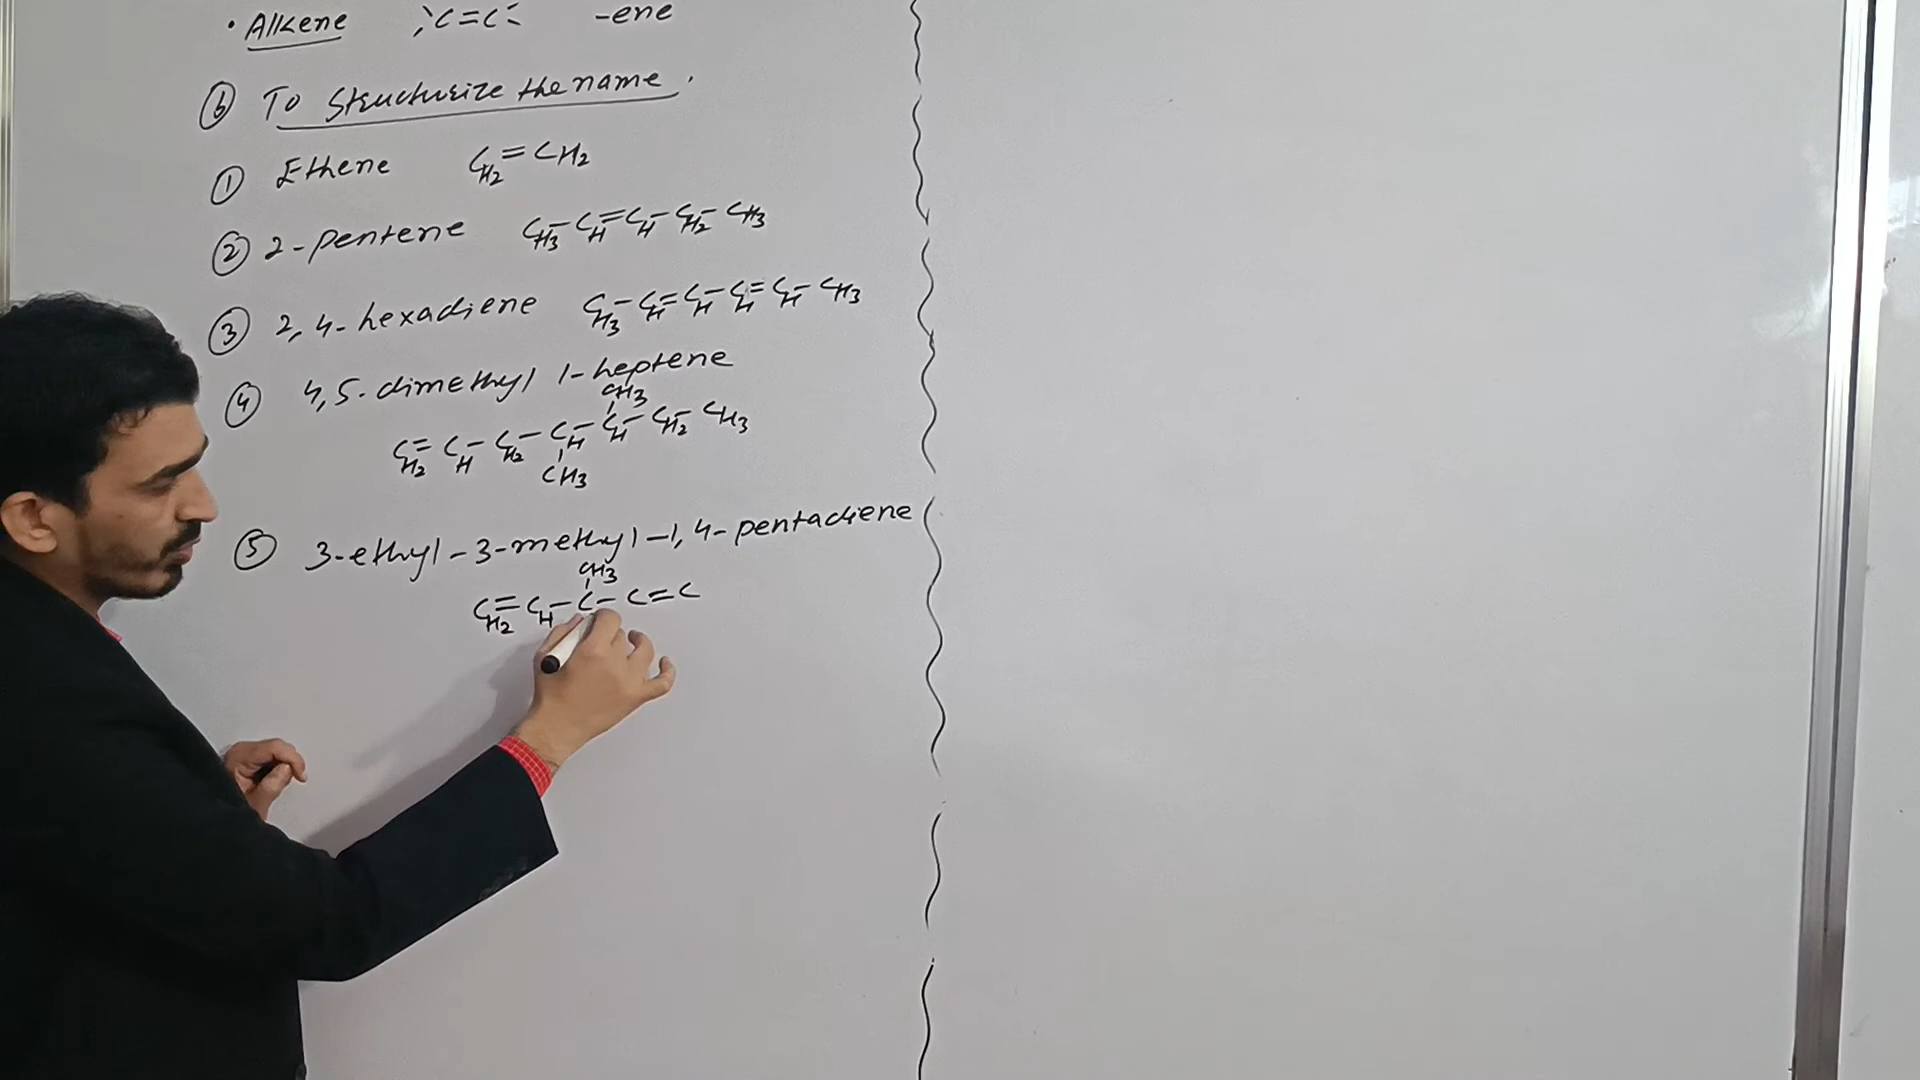 • Alkene >C=C< -ene
(b) To Structurize the name.
① Ethene CH2=CH2
② 2-pentene CH3-CH=CH-CH2-CH3
③ 2,4-hexadiene CH3-CH=CH-CH=CH-CH3
④ 4,5-dimethyl 1-heptene
CH3
CH2=CH-CH2-CH-CH-CH2-CH3
CH3
⑤ 3-ethyl-3-methyl-1,4-pentadiene
CH3
CH2=CH-C-C=C